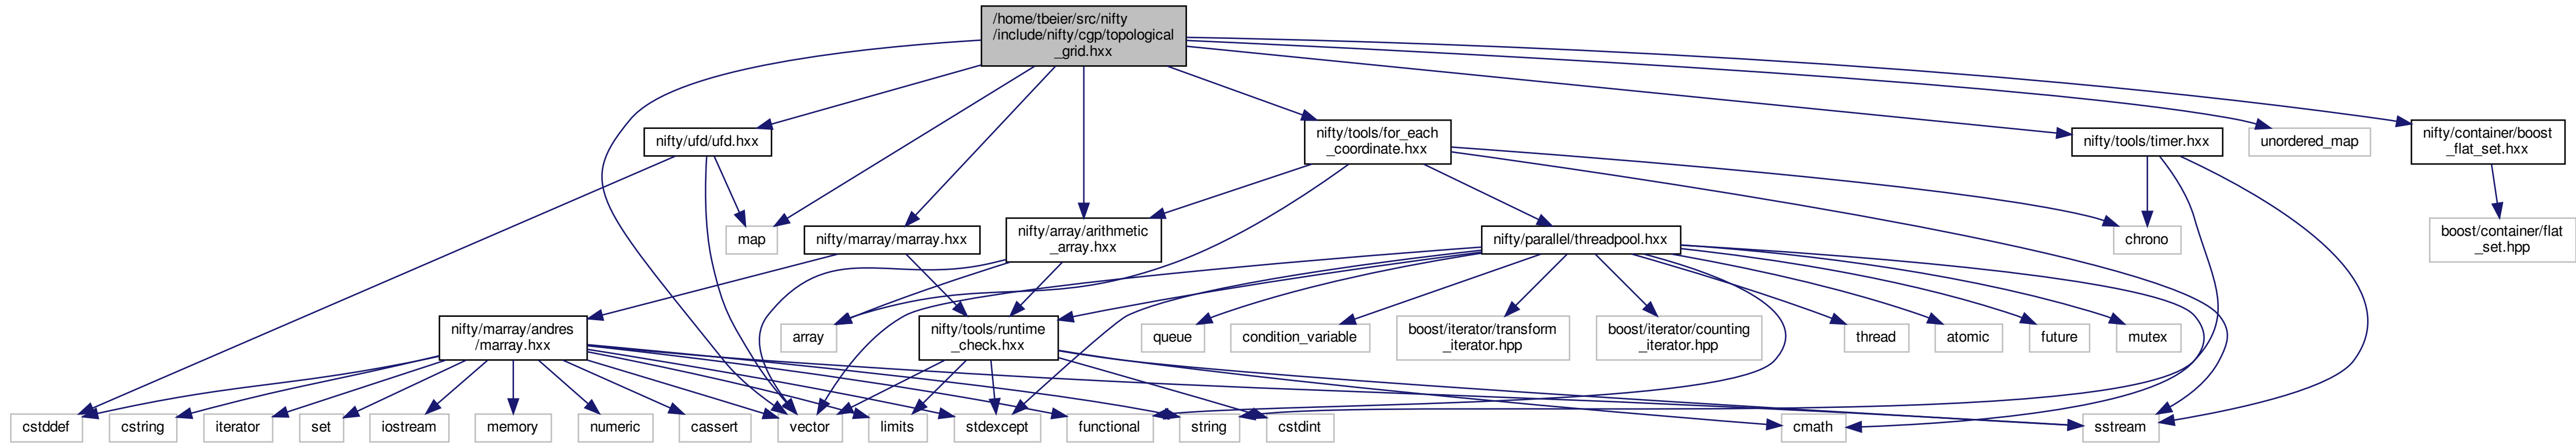 /home/tbeier/src/nifty
/include/nifty/cgp/topological
_grid.hxx
nifty/ufd/ufd.hxx
nifty/tools/for_each
_coordinate.hxx
nifty/tools/timer.hxx
unordered_map
nifty/container/boost
_flat_set.hxx
map
nifty/marray/marray.hxx
nifty/array/arithmetic
_array.hxx
nifty/parallel/threadpool.hxx
chrono
boost/container/flat
_set.hpp
nifty/marray/andres
/marray.hxx
array
nifty/tools/runtime
_check.hxx
queue
condition_variable
boost/iterator/transform
_iterator.hpp
boost/iterator/counting
_iterator.hpp
thread
atomic
future
mutex
cstddef
cstring
iterator
set
iostream
memory
numeric
cassert
vector
limits
stdexcept
functional
string
cstdint
cmath
sstream